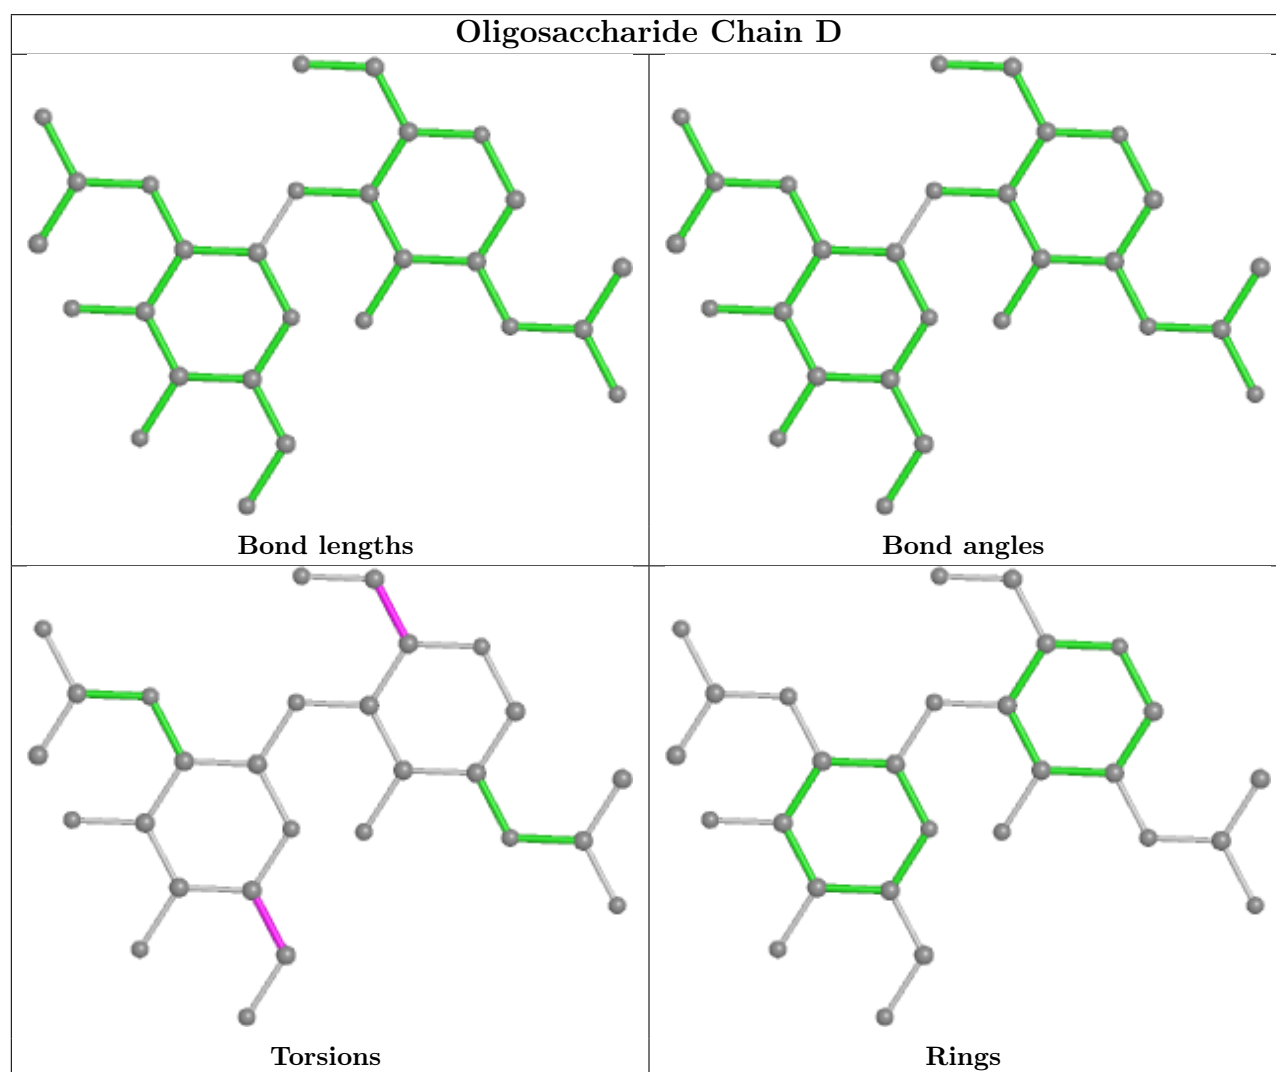 Oligosaccharide Chain D
Bond lengths
Bond angles
Torsions
Rings